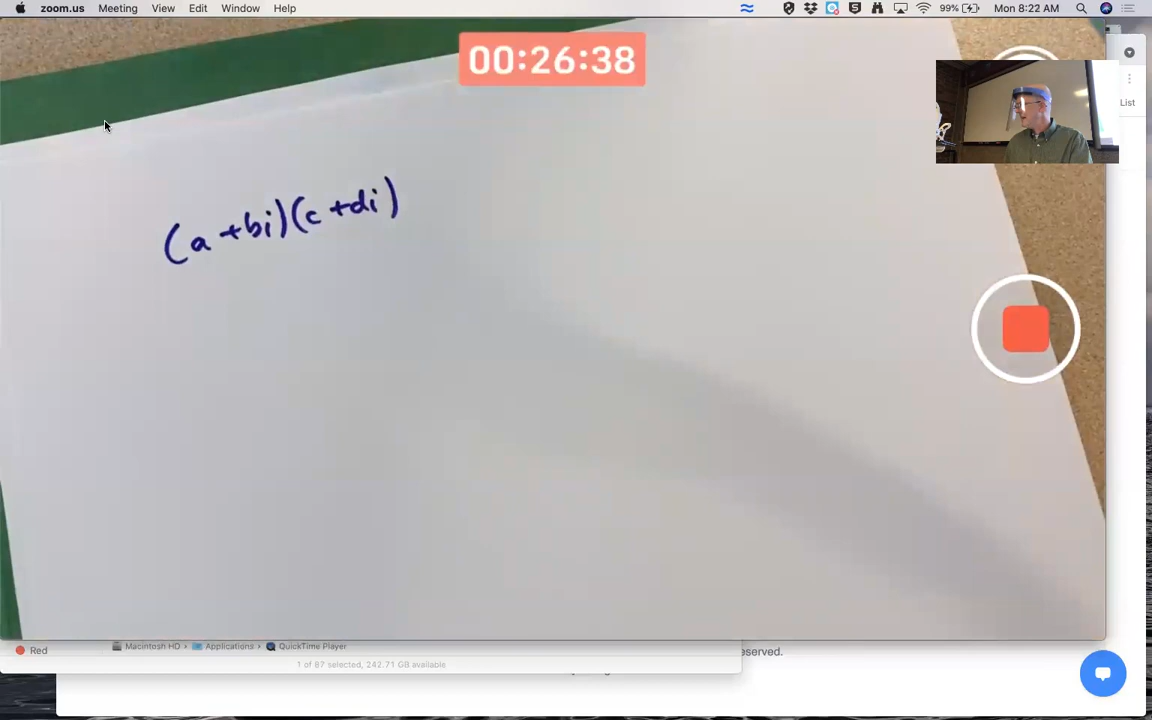 zoom.us Meeting View Edit Window Help 99% Mon 8:22 AM
00:26:38
List
(a+bi)(c+di)
Red Macintosh HD › Applications › QuickTime Player
eserved.
1 of 87 selected, 242.71 GB available